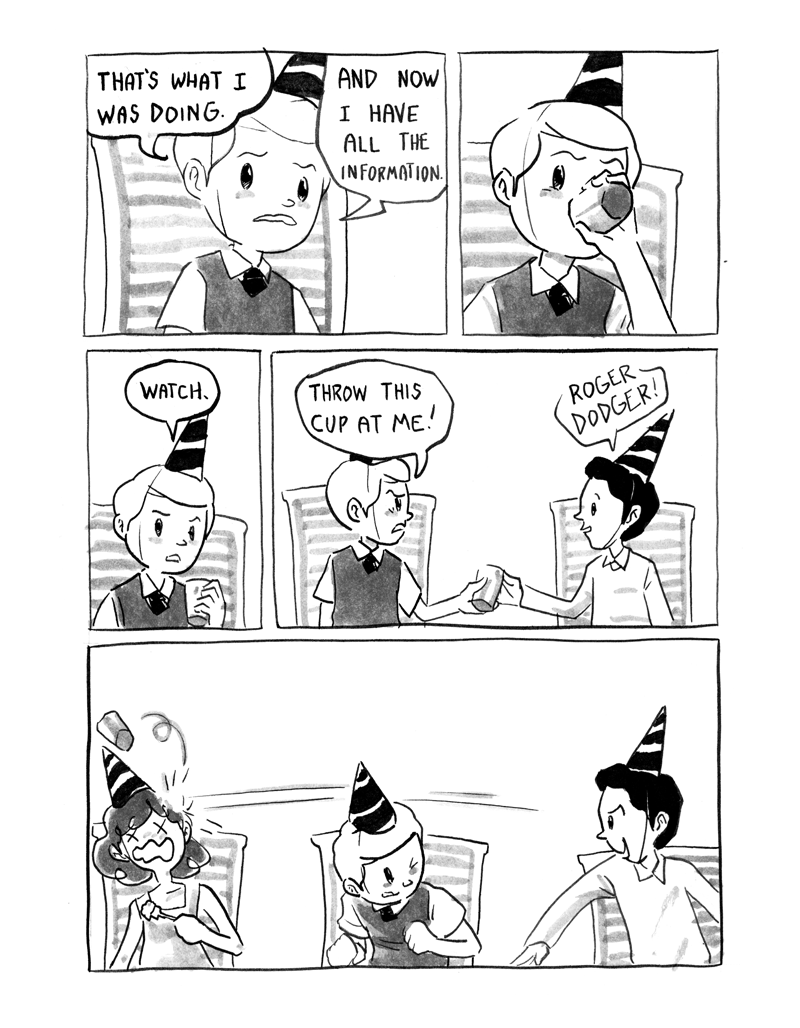 THAT'S WHAT I
WAS DOING.
AND NOW
I HAVE
ALL THE
INFORMATION.
WATCH.
THROW THIS
CUP AT ME!
ROGER
DODGER!